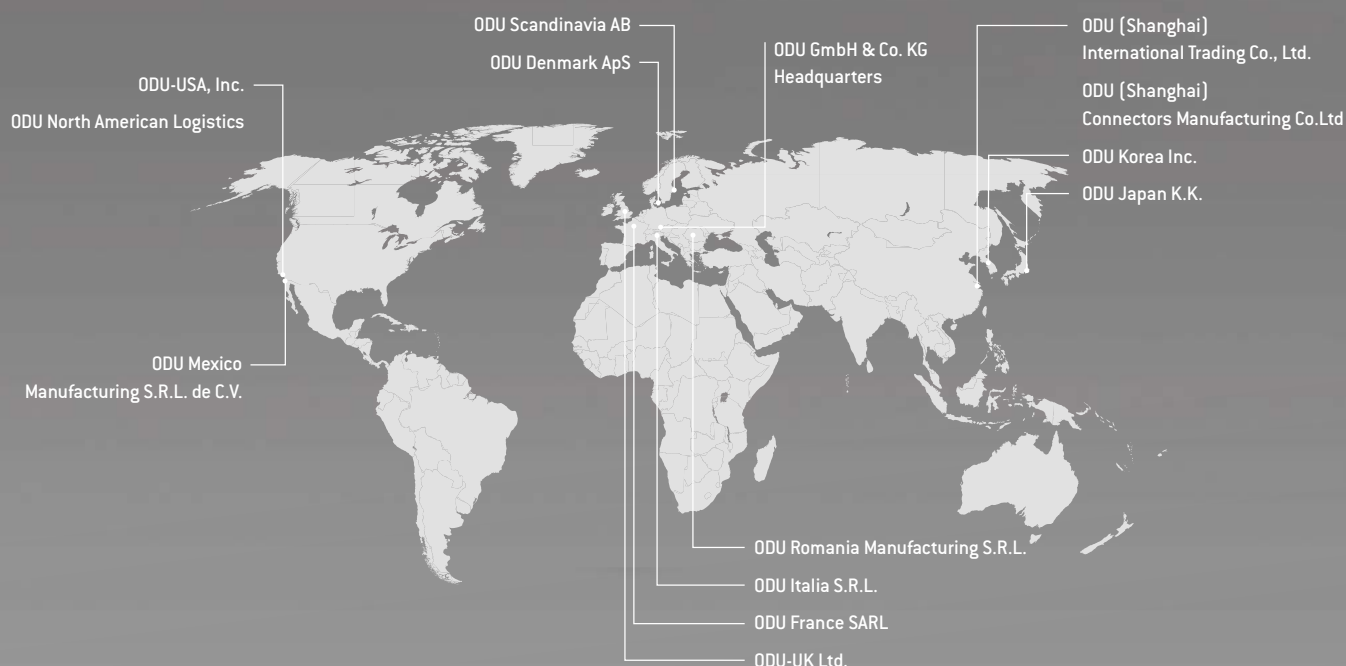 ODU Scandinavia AB
ODU Denmark ApS
ODU GmbH & Co. KG
Headquarters
ODU (Shanghai)
International Trading Co., Ltd.
ODU (Shanghai)
Connectors Manufacturing Co.Ltd
ODU Korea Inc.
ODU Japan K.K.
ODU-USA, Inc.
ODU North American Logistics
ODU Mexico
Manufacturing S.R.L. de C.V.
ODU Romania Manufacturing S.R.L.
ODU Italia S.R.L.
ODU France SARL
ODU-UK Ltd.